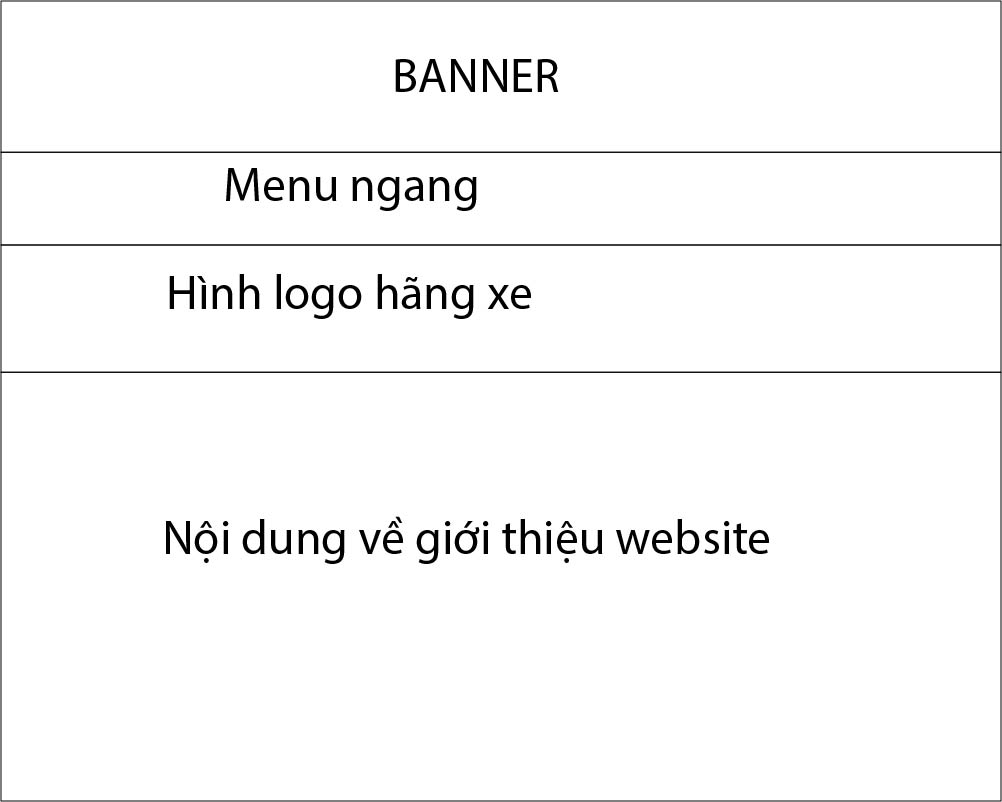 BANNER
Menu ngang
Hình logo hãng xe
Nội dung về giới thiệu website